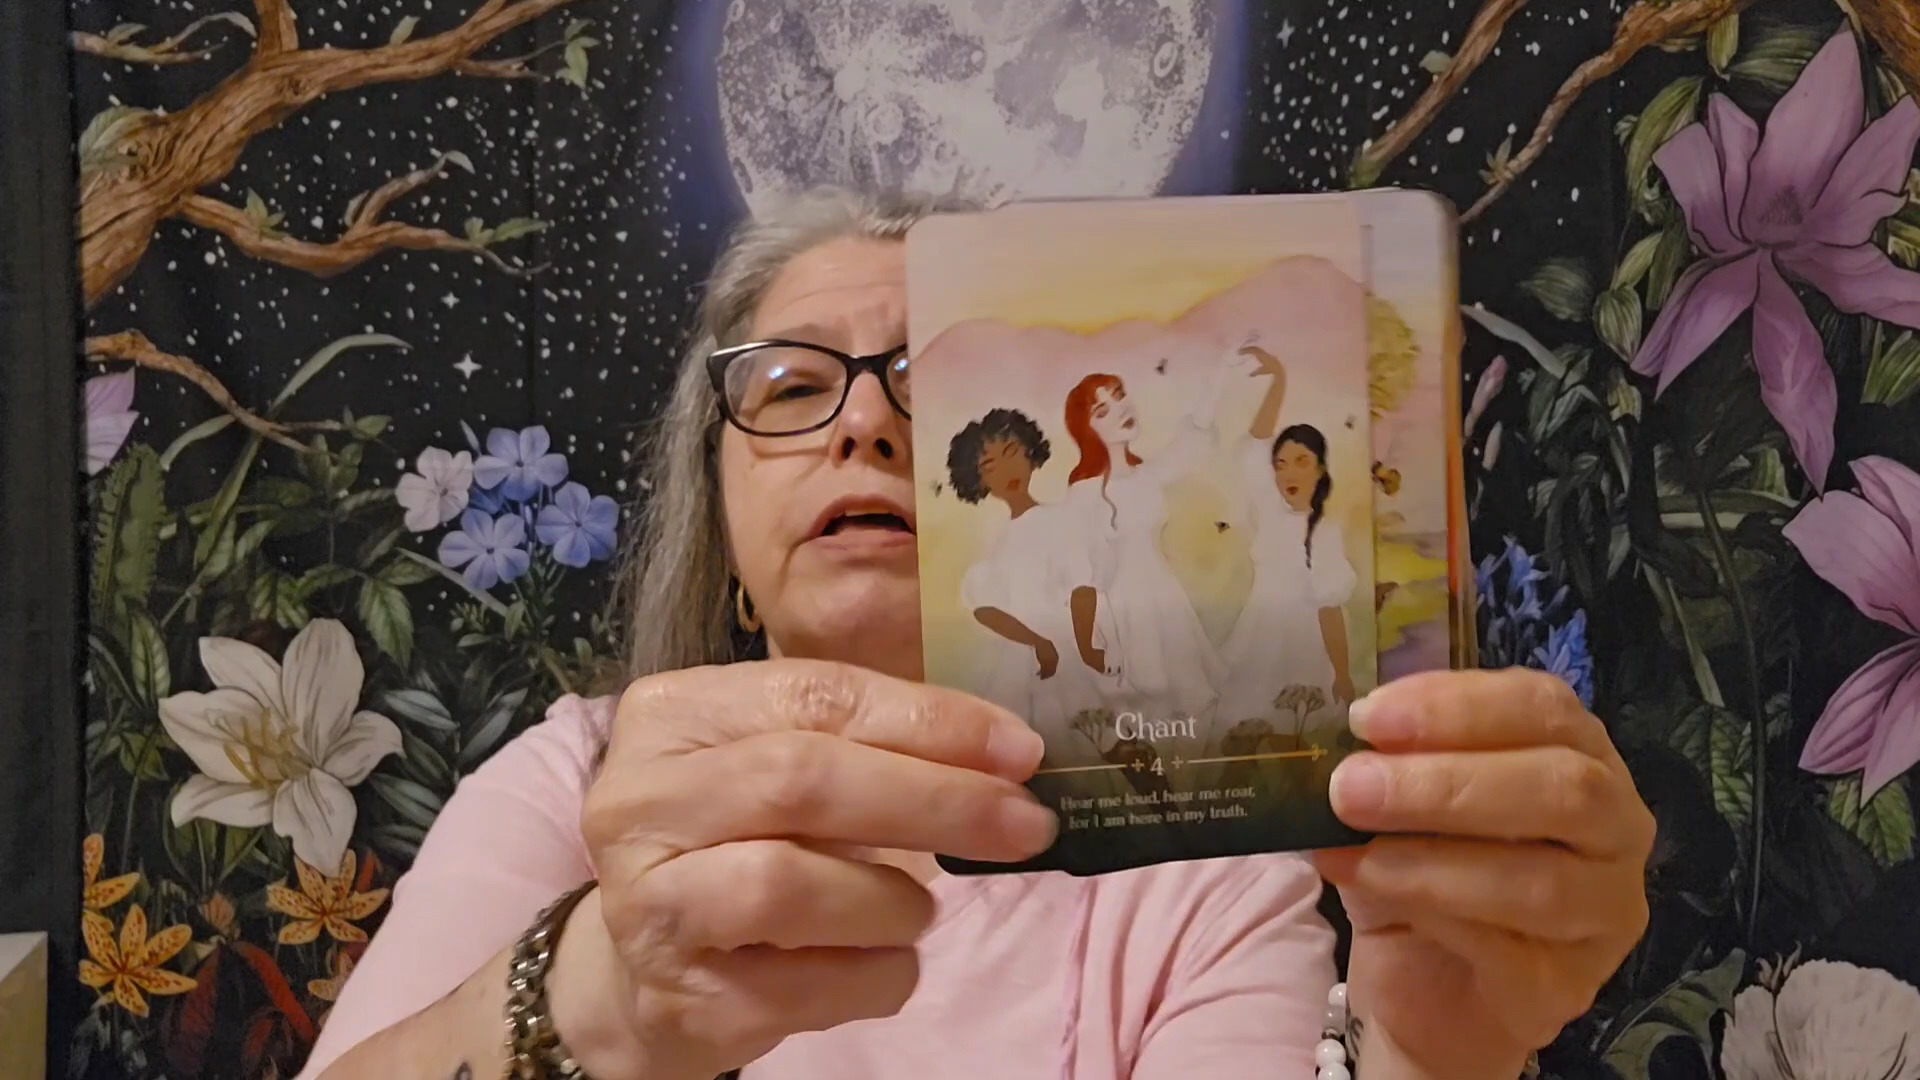 Chant
4
Hear me loud, hear me roar,
for I am here in my truth.